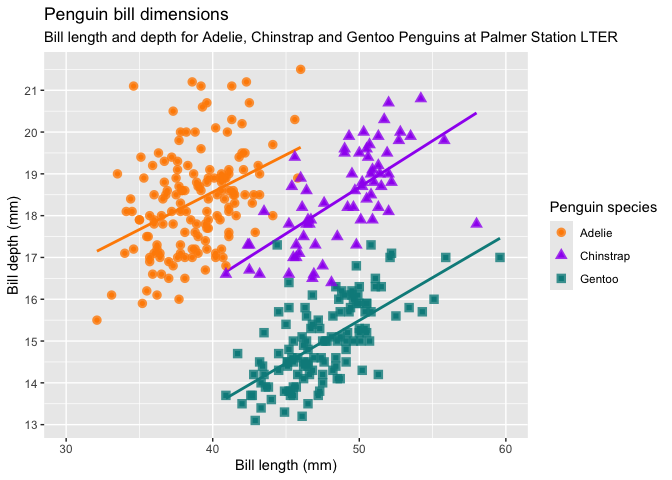 Penguin bill dimensions
Bill length and depth for Adelie, Chinstrap and Gentoo Penguins at Palmer Station LTER
21
20
19
18
17
16
15
14
13
Bill depth (mm)
30 40 50 60
Bill length (mm)
Penguin species
Adelie
Chinstrap
Gentoo